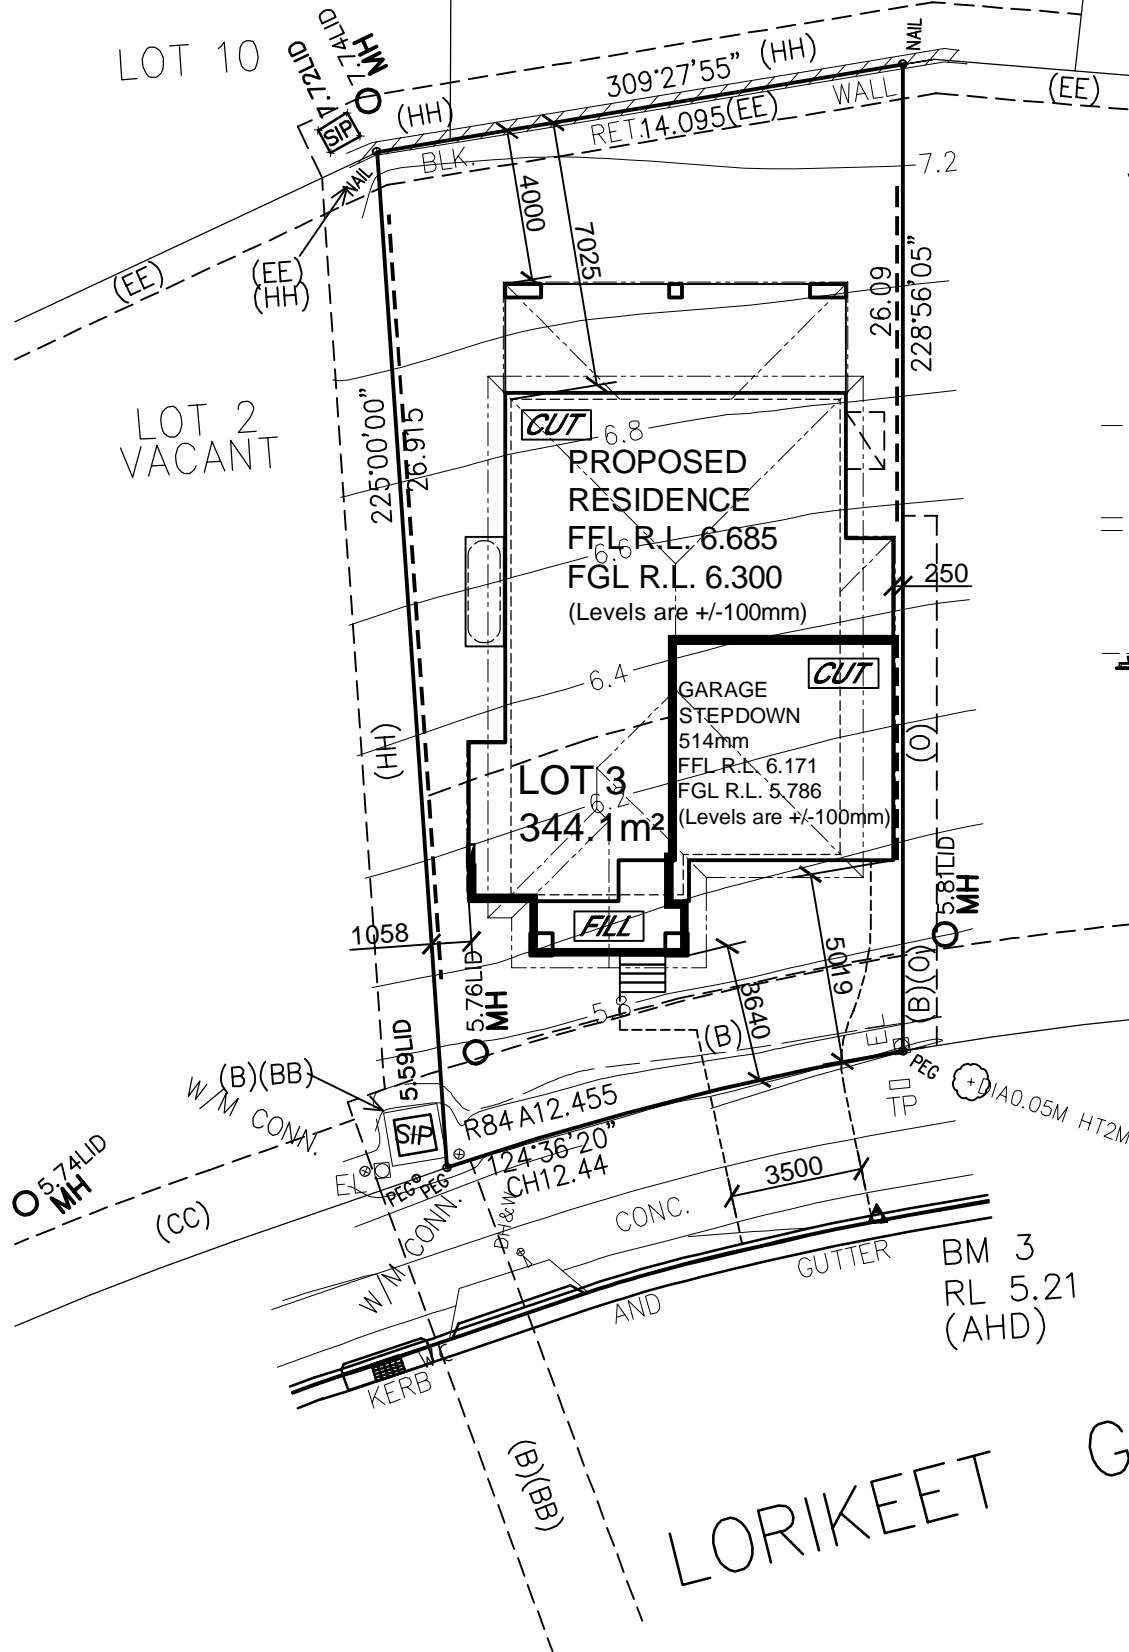 LOT 10
7.72LID
7.74LID
MH
SIP
(HH)
309°27'55" (HH)
NAIL
WALL
(EE)
RET.
14.095(EE)
BLK.
7.2
NAIL
4000
7025
(EE)
(EE)
(HH)
26.09
228°56'05"
LOT 2
VACANT
225°00'00"
26.915
CUT
6.8
PROPOSED
RESIDENCE
FFL R.L. 6.685
6.6
FGL R.L. 6.300
(Levels are +/-100mm)
250
6.4
CUT
GARAGE
STEPDOWN
514mm
FFL R.L. 6.171
FGL R.L. 5.786
(Levels are +/-100mm)
(HH)
(O)
LOT 3
6.2
344.1m²
5.81LID
MH
FILL
1058
5.76LID
MH
5019
3640
(B)(O)
5.8
(B)
EL
PEG
5.59LID
(B)(BB)
W/M CONN.
SIP
R84 A12.455
124°36'20"
CH12.44
TP
DIA0.05M HT2M
5.74LID
MH
EL
PEG
PEG
3500
(CC)
W/M CONN.
DH&W
CONC.
GUTTER
BM 3
RL 5.21
(AHD)
AND
WC
KERB
(B)(BB)
LORIKEET G